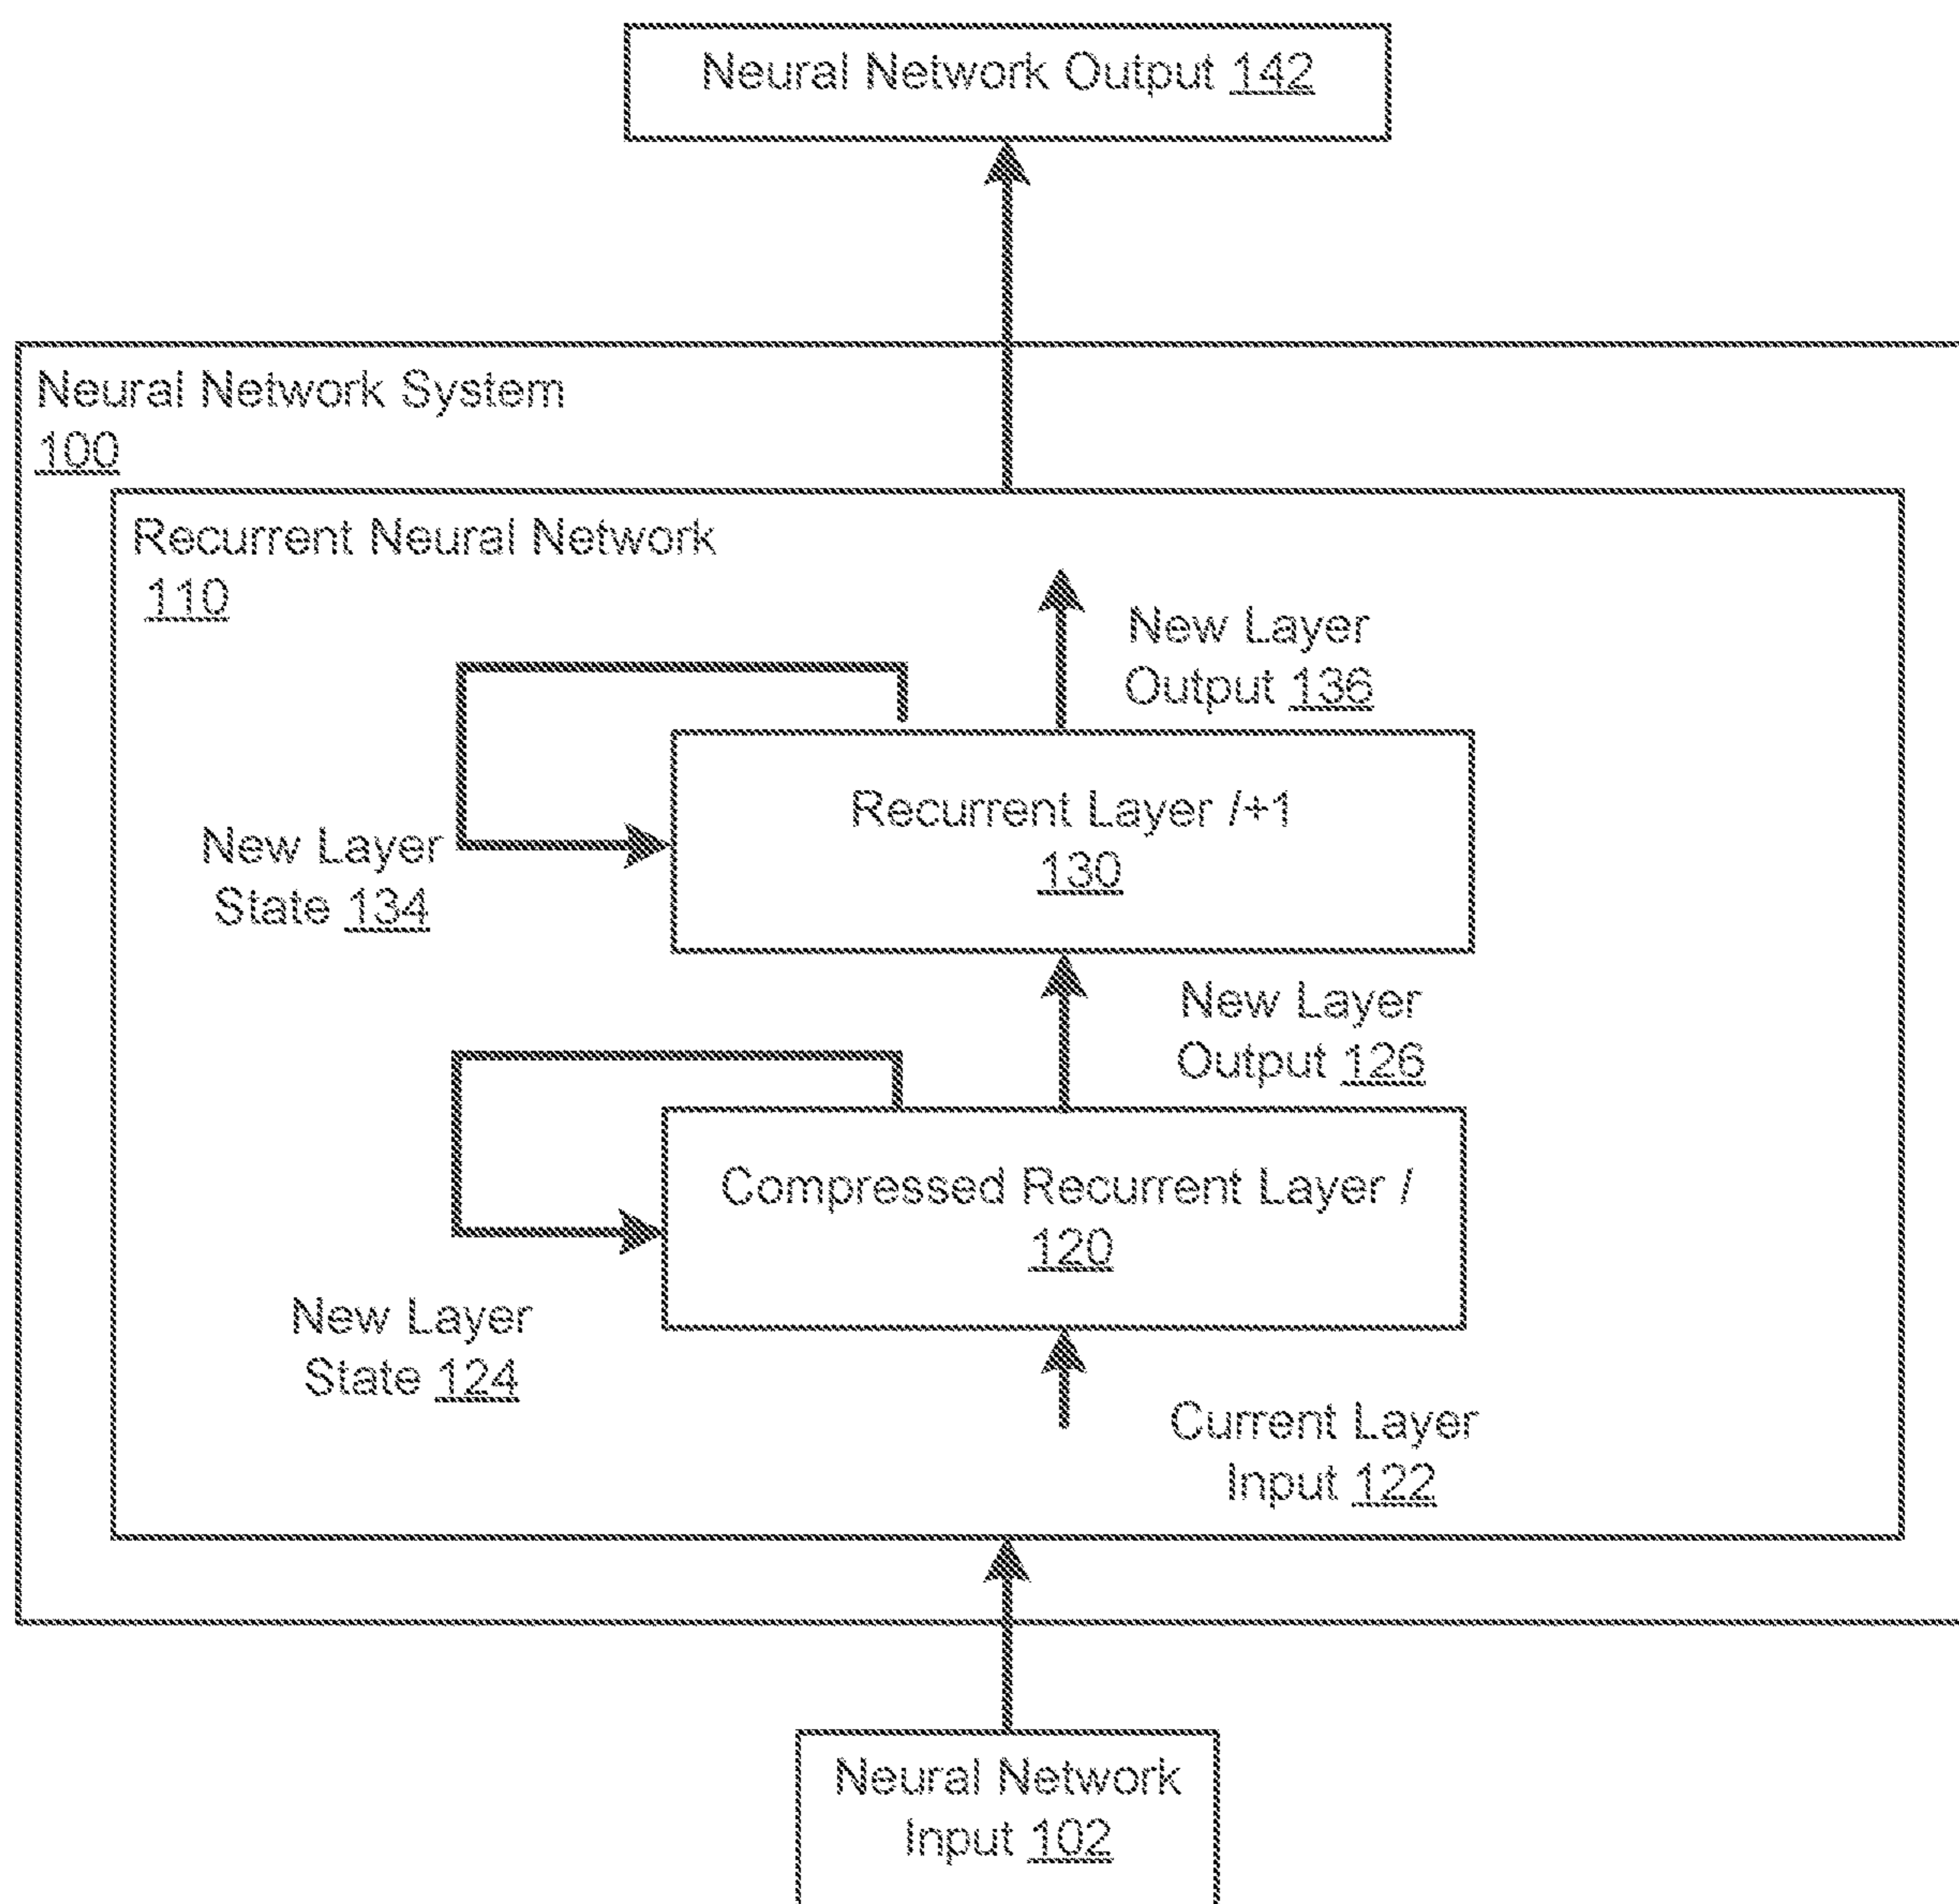 Neural Network Output 142
Neural Network System
100
Recurrent Neural Network
110
New Layer
Output 136
Recurrent Layer l+1
130
New Layer
State 134
New Layer
Output 126
Compressed Recurrent Layer l
120
New Layer
State 124
Current Layer
Input 122
Neural Network
Input 102